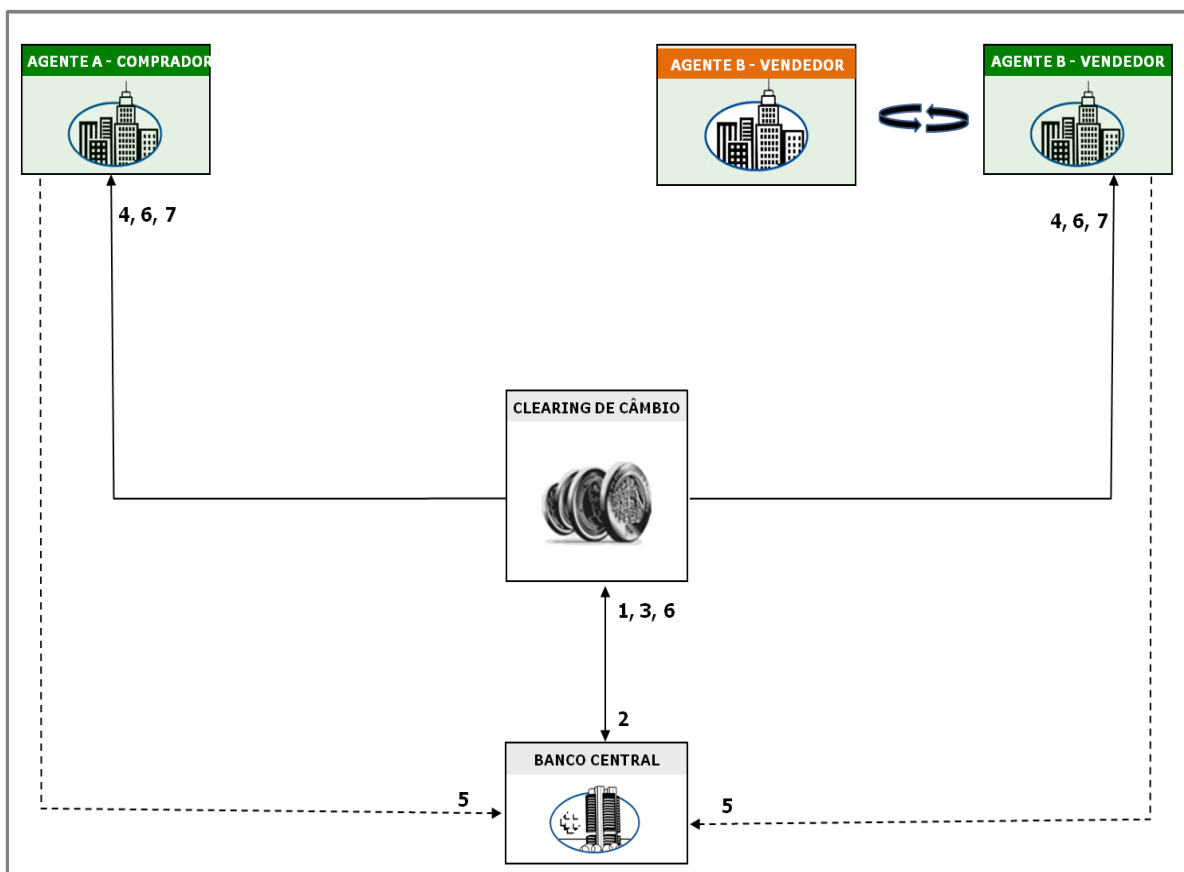 AGENTE A - COMPRADOR
AGENTE B - VENDEDOR
AGENTE B - VENDEDOR
4, 6, 7
4, 6, 7
CLEARING DE CÂMBIO
1, 3, 6
2
BANCO CENTRAL
5
5